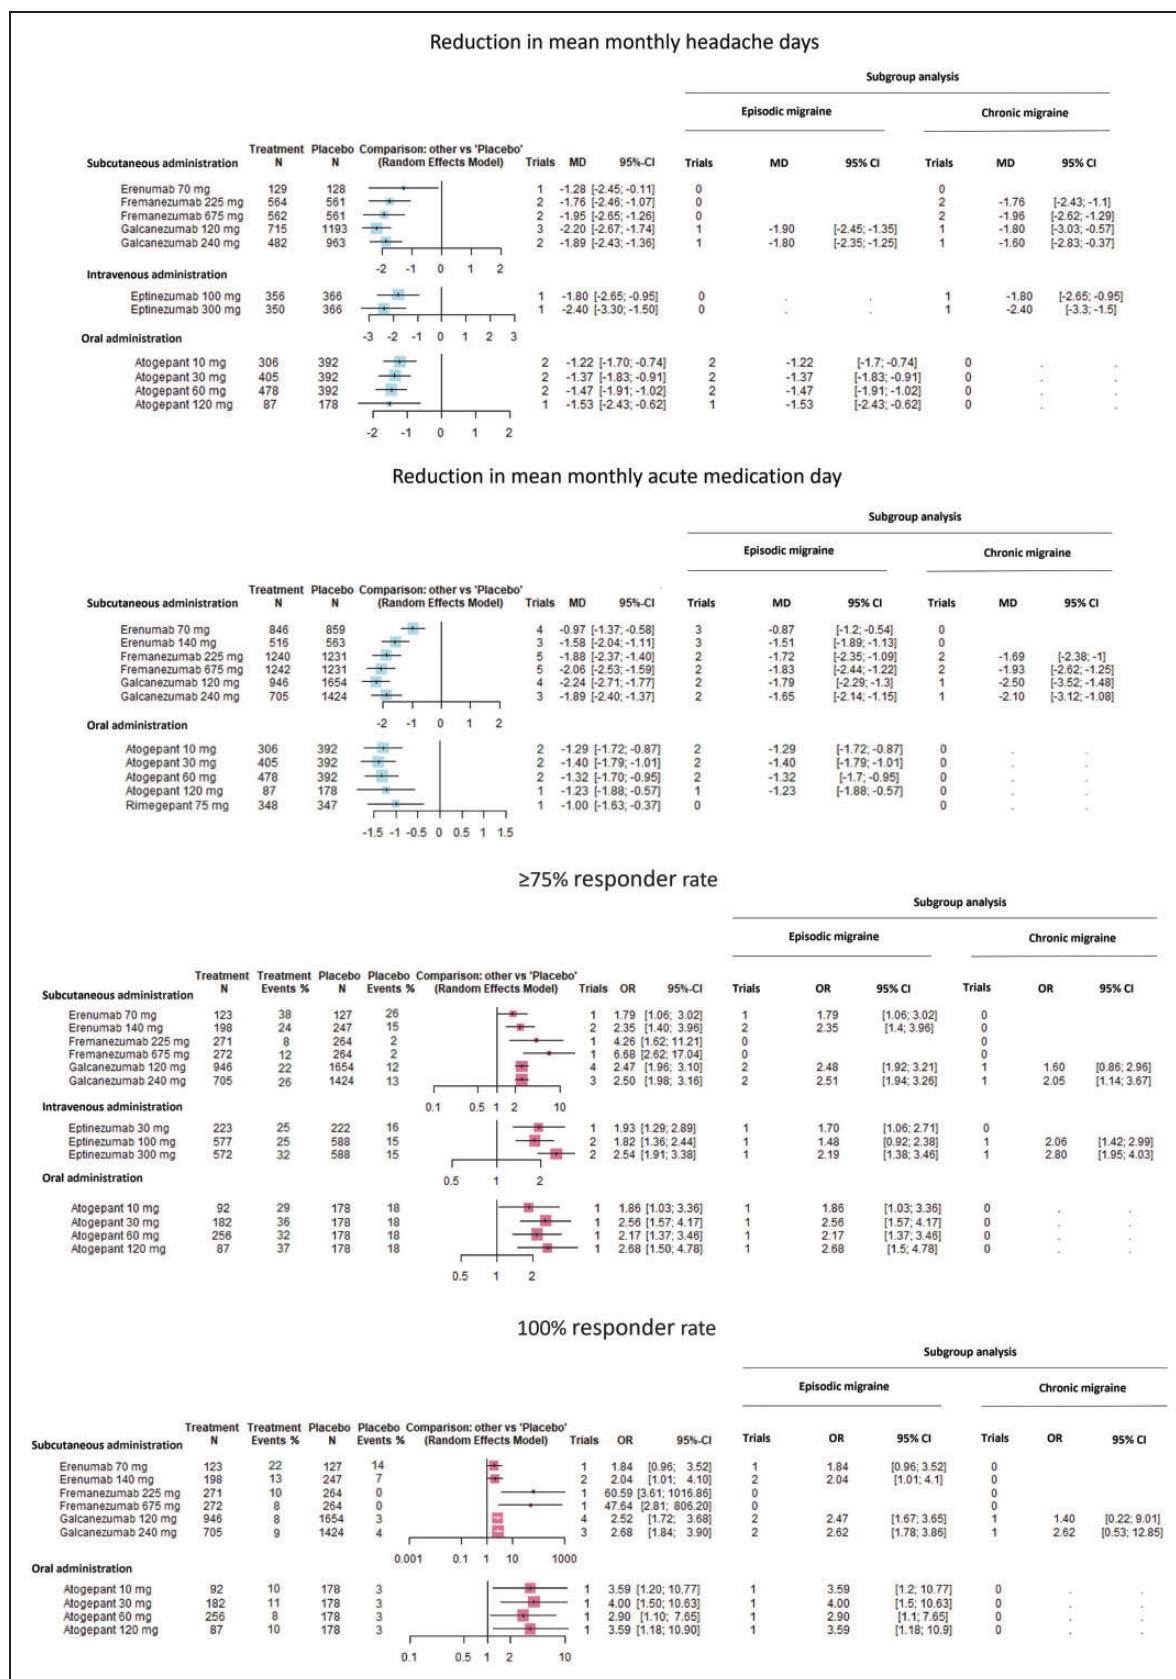 Reduction in mean monthly headache days
Subgroup analysis
Episodic migraine Chronic migraine
Treatment Placebo Comparison: other vs 'Placebo'
Subcutaneous administration N N (Random Effects Model) Trials MD 95%-CI Trials MD 95% CI Trials MD 95% CI
Erenumab 70 mg 129 128 1 -1.28 [-2.45; -0.11] 0 0
Fremanezumab 225 mg 564 561 2 -1.76 [-2.46; -1.07] 0 2 -1.76 [-2.43; -1.1]
Fremanezumab 675 mg 562 561 2 -1.95 [-2.65; -1.26] 0 2 -1.96 [-2.62; -1.29]
Galcanezumab 120 mg 715 1193 3 -2.20 [-2.67; -1.74] 1 -1.90 [-2.45; -1.35] 1 -1.80 [-3.03; -0.57]
Galcanezumab 240 mg 482 963 2 -1.89 [-2.43; -1.36] 1 -1.80 [-2.35; -1.25] 1 -1.60 [-2.83; -0.37]
-2 -1 0 1 2
Intravenous administration
Eptinezumab 100 mg 356 366 1 -1.80 [-2.65; -0.95] 0 . . 1 -1.80 [-2.65; -0.95]
Eptinezumab 300 mg 350 366 1 -2.40 [-3.30; -1.50] 0 . . 1 -2.40 [-3.3; -1.5]
Oral administration -3 -2 -1 0 1 2 3
Atogepant 10 mg 306 392 2 -1.22 [-1.70; -0.74] 2 -1.22 [-1.7; -0.74] 0 . .
Atogepant 30 mg 405 392 2 -1.37 [-1.83; -0.91] 2 -1.37 [-1.83; -0.91] 0 . .
Atogepant 60 mg 478 392 2 -1.47 [-1.91; -1.02] 2 -1.47 [-1.91; -1.02] 0 . .
Atogepant 120 mg 87 178 1 -1.53 [-2.43; -0.62] 1 -1.53 [-2.43; -0.62] 0 . .
-2 -1 0 1 2
Reduction in mean monthly acute medication day
Subgroup analysis
Episodic migraine Chronic migraine
Treatment Placebo Comparison: other vs 'Placebo'
Subcutaneous administration N N (Random Effects Model) Trials MD 95%-CI Trials MD 95% CI Trials MD 95% CI
Erenumab 70 mg 846 859 4 -0.97 [-1.37; -0.58] 3 -0.87 [-1.2; -0.54] 0
Erenumab 140 mg 516 563 3 -1.58 [-2.04; -1.11] 3 -1.51 [-1.89; -1.13] 0
Fremanezumab 225 mg 1240 1231 5 -1.88 [-2.37; -1.40] 2 -1.72 [-2.35; -1.09] 2 -1.69 [-2.38; -1]
Fremanezumab 675 mg 1242 1231 5 -2.06 [-2.53; -1.59] 2 -1.83 [-2.44; -1.22] 2 -1.93 [-2.62; -1.25]
Galcanezumab 120 mg 946 1654 4 -2.24 [-2.71; -1.77] 2 -1.79 [-2.29; -1.3] 1 -2.50 [-3.52; -1.48]
Galcanezumab 240 mg 705 1424 3 -1.89 [-2.40; -1.37] 2 -1.65 [-2.14; -1.15] 1 -2.10 [-3.12; -1.08]
Oral administration -2 -1 0 1 2
Atogepant 10 mg 306 392 2 -1.29 [-1.72; -0.87] 2 -1.29 [-1.72; -0.87] 0 . .
Atogepant 30 mg 405 392 2 -1.40 [-1.79; -1.01] 2 -1.40 [-1.79; -1.01] 0 . .
Atogepant 60 mg 478 392 2 -1.32 [-1.70; -0.95] 2 -1.32 [-1.7; -0.95] 0 . .
Atogepant 120 mg 87 178 1 -1.23 [-1.88; -0.57] 1 -1.23 [-1.88; -0.57] 0 . .
Rimegepant 75 mg 348 347 1 -1.00 [-1.63; -0.37] 0 0 . .
-1.5 -1 -0.5 0 0.5 1 1.5
≥75% responder rate
Subgroup analysis
Episodic migraine Chronic migraine
Treatment Treatment Placebo Placebo Comparison: other vs 'Placebo'
Subcutaneous administration N Events % N Events % (Random Effects Model) Trials OR 95%-CI Trials OR 95% CI Trials OR 95% CI
Erenumab 70 mg 123 38 127 26 1 1.79 [1.06; 3.02] 1 1.79 [1.06; 3.02] 0
Erenumab 140 mg 198 24 247 15 2 2.35 [1.40; 3.96] 2 2.35 [1.4; 3.96] 0
Fremanezumab 225 mg 271 8 264 2 1 4.26 [1.62; 11.21] 0 0
Fremanezumab 675 mg 272 12 264 2 1 6.68 [2.62; 17.04] 0 0
Galcanezumab 120 mg 946 22 1654 12 4 2.47 [1.96; 3.10] 2 2.48 [1.92; 3.21] 1 1.60 [0.86; 2.96]
Galcanezumab 240 mg 705 26 1424 13 3 2.50 [1.98; 3.16] 2 2.51 [1.94; 3.26] 1 2.05 [1.14; 3.67]
Intravenous administration 0.1 0.5 1 2 10
Eptinezumab 30 mg 223 25 222 16 1 1.93 [1.29; 2.89] 1 1.70 [1.06; 2.71] 0
Eptinezumab 100 mg 577 25 588 15 2 1.82 [1.36; 2.44] 1 1.48 [0.92; 2.38] 1 2.06 [1.42; 2.99]
Eptinezumab 300 mg 572 32 588 15 2 2.54 [1.91; 3.38] 1 2.19 [1.38; 3.46] 1 2.80 [1.95; 4.03]
Oral administration 0.5 1 2
Atogepant 10 mg 92 29 178 18 1 1.86 [1.03; 3.36] 1 1.86 [1.03; 3.36] 0 . .
Atogepant 30 mg 182 36 178 18 1 2.56 [1.57; 4.17] 1 2.56 [1.57; 4.17] 0 . .
Atogepant 60 mg 256 32 178 18 1 2.17 [1.37; 3.46] 1 2.17 [1.37; 3.46] 0 . .
Atogepant 120 mg 87 37 178 18 1 2.68 [1.50; 4.78] 1 2.68 [1.5; 4.78] 0 . .
0.5 1 2
100% responder rate
Subgroup analysis
Episodic migraine Chronic migraine
Treatment Treatment Placebo Placebo Comparison: other vs 'Placebo'
Subcutaneous administration N Events % N Events % (Random Effects Model) Trials OR 95%-CI Trials OR 95% CI Trials OR 95% CI
Erenumab 70 mg 123 22 127 14 1 1.84 [0.96; 3.52] 1 1.84 [0.96; 3.52] 0
Erenumab 140 mg 198 13 247 7 2 2.04 [1.01; 4.10] 2 2.04 [1.01; 4.1] 0
Fremanezumab 225 mg 271 10 264 0 1 60.59 [3.61; 1016.86] 0 0
Fremanezumab 675 mg 272 8 264 0 1 47.64 [2.81; 806.20] 0 0
Galcanezumab 120 mg 946 8 1654 3 4 2.52 [1.72; 3.68] 2 2.47 [1.67; 3.65] 1 1.40 [0.22; 9.01]
Galcanezumab 240 mg 705 9 1424 4 3 2.68 [1.84; 3.90] 2 2.62 [1.78; 3.86] 1 2.62 [0.53; 12.85]
0.001 0.1 1 10 1000
Oral administration
Atogepant 10 mg 92 10 178 3 1 3.59 [1.20; 10.77] 1 3.59 [1.2; 10.77] 0 . .
Atogepant 30 mg 182 11 178 3 1 4.00 [1.50; 10.63] 1 4.00 [1.5; 10.63] 0 . .
Atogepant 60 mg 256 8 178 3 1 2.90 [1.10; 7.65] 1 2.90 [1.1; 7.65] 0 . .
Atogepant 120 mg 87 10 178 3 1 3.59 [1.18; 10.90] 1 3.59 [1.18; 10.9] 0 . .
0.1 0.5 1 2 10